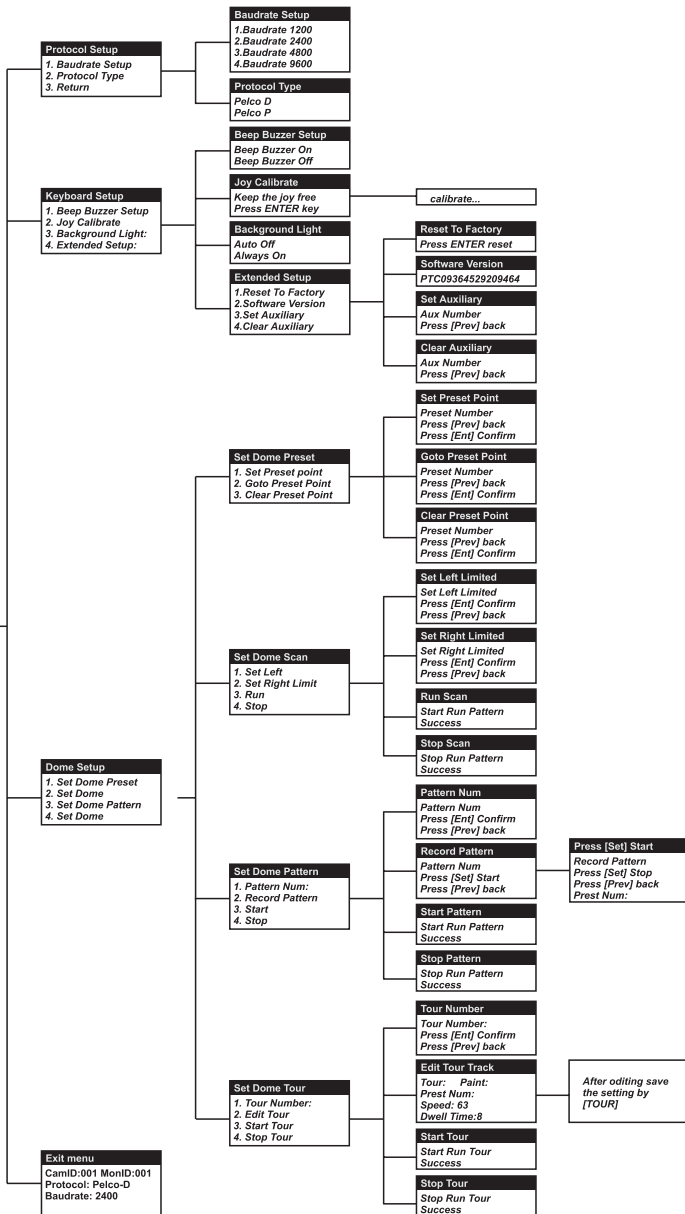 Protocol Setup
1. Baudrate Setup
2. Protocol Type
3. Return
Baudrate Setup
1.Baudrate 1200
2.Baudrate 2400
3.Baudrate 4800
4.Baudrate 9600
Protocol Type
Pelco D
Pelco P
Keyboard Setup
1. Beep Buzzer Setup
2. Joy Calibrate
3. Background Light:
4. Extended Setup:
Beep Buzzer Setup
Beep Buzzer On
Beep Buzzer Off
Joy Calibrate
Keep the joy free
Press ENTER key
calibrate...
Background Light
Auto Off
Always On
Extended Setup
1.Reset To Factory
2.Software Version
3.Set Auxiliary
4.Clear Auxiliary
Reset To Factory
Press ENTER reset
Software Version
PTC09364529209464
Set Auxiliary
Aux Number
Press [Prev] back
Clear Auxiliary
Aux Number
Press [Prev] back
Dome Setup
1. Set Dome Preset
2. Set Dome
3. Set Dome Pattern
4. Set Dome
Set Dome Preset
1. Set Preset point
2. Goto Preset Point
3. Clear Preset Point
Set Preset Point
Preset Number
Press [Prev] back
Press [Ent] Confirm
Goto Preset Point
Preset Number
Press [Prev] back
Press [Ent] Confirm
Clear Preset Point
Preset Number
Press [Prev] back
Press [Ent] Confirm
Set Dome Scan
1. Set Left
2. Set Right Limit
3. Run
4. Stop
Set Left Limited
Set Left Limited
Press [Ent] Confirm
Press [Prev] back
Set Right Limited
Set Right Limited
Press [Ent] Confirm
Press [Prev] back
Run Scan
Start Run Pattern
Success
Stop Scan
Stop Run Pattern
Success
Set Dome Pattern
1. Pattern Num:
2. Record Pattern
3. Start
4. Stop
Pattern Num
Pattern Num
Press [Ent] Confirm
Press [Prev] back
Record Pattern
Pattern Num
Press [Set] Start
Press [Prev] back
Press [Set] Start
Record Pattern
Press [Set] Stop
Press [Prev] back
Prest Num:
Start Pattern
Start Run Pattern
Success
Stop Pattern
Stop Run Pattern
Success
Set Dome Tour
1. Tour Number:
2. Edit Tour
3. Start Tour
4. Stop Tour
Tour Number
Tour Number:
Press [Ent] Confirm
Press [Prev] back
Edit Tour Track
Tour: Paint:
Prest Num:
Speed: 63
Dwell Time:8
After oditing save
the setting by
[TOUR]
Start Tour
Start Run Tour
Success
Stop Tour
Stop Run Tour
Success
Exit menu
CamID:001 MonID:001
Protocol: Pelco-D
Baudrate: 2400